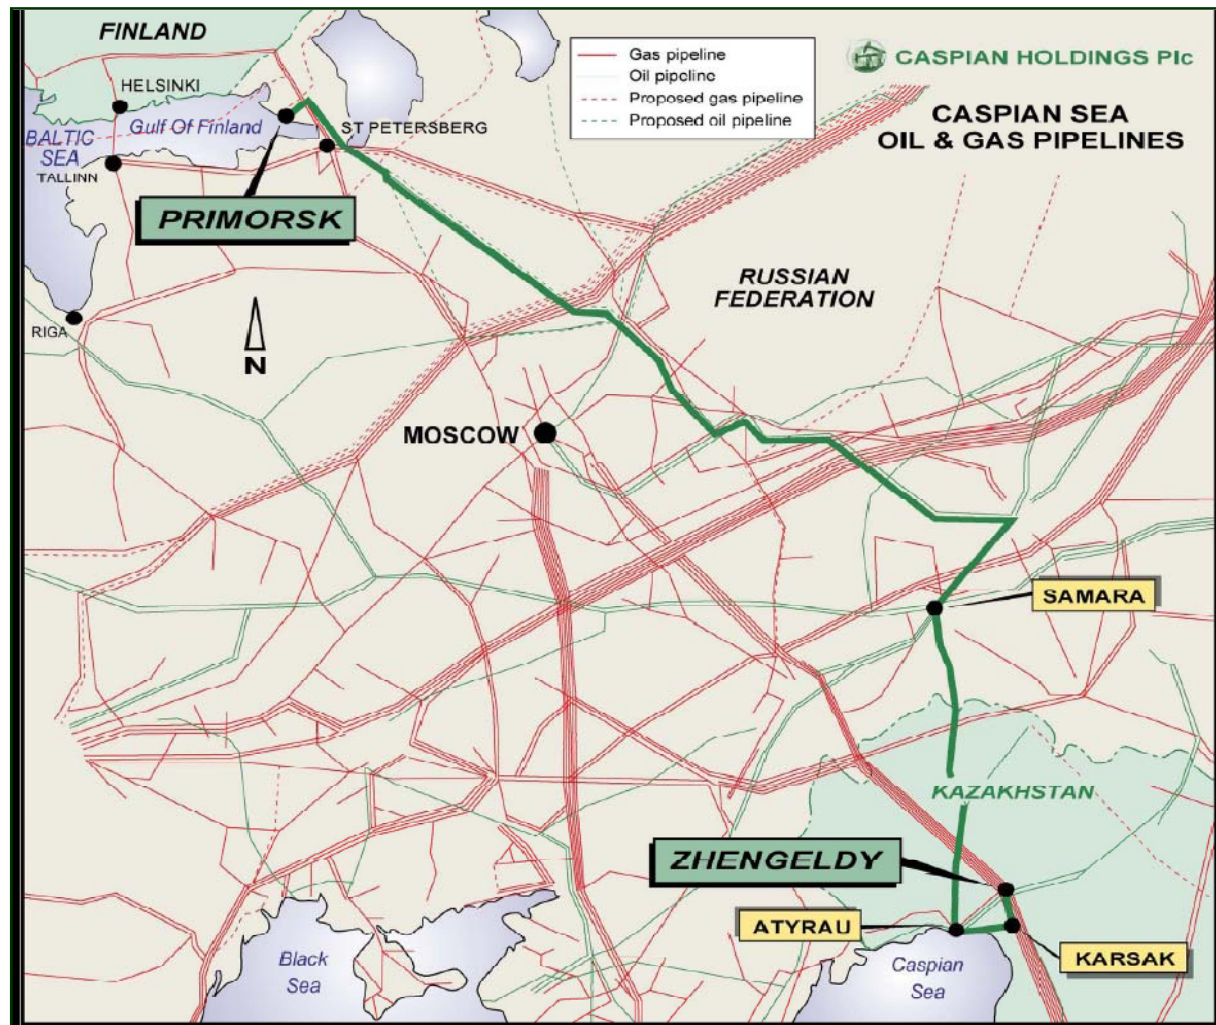 FINLAND
HELSINKI
Gulf Of Finland
BALTIC
SEA
TALLINN
ST PETERSBERG
PRIMORSK
RIGA
N
Gas pipeline
Oil pipeline
Proposed gas pipeline
Proposed oil pipeline
CASPIAN HOLDINGS Plc
CASPIAN SEA
OIL & GAS PIPELINES
RUSSIAN
FEDERATION
MOSCOW
SAMARA
KAZAKHSTAN
ZHENGELDY
ATYRAU
KARSAK
Black
Sea
Caspian
Sea